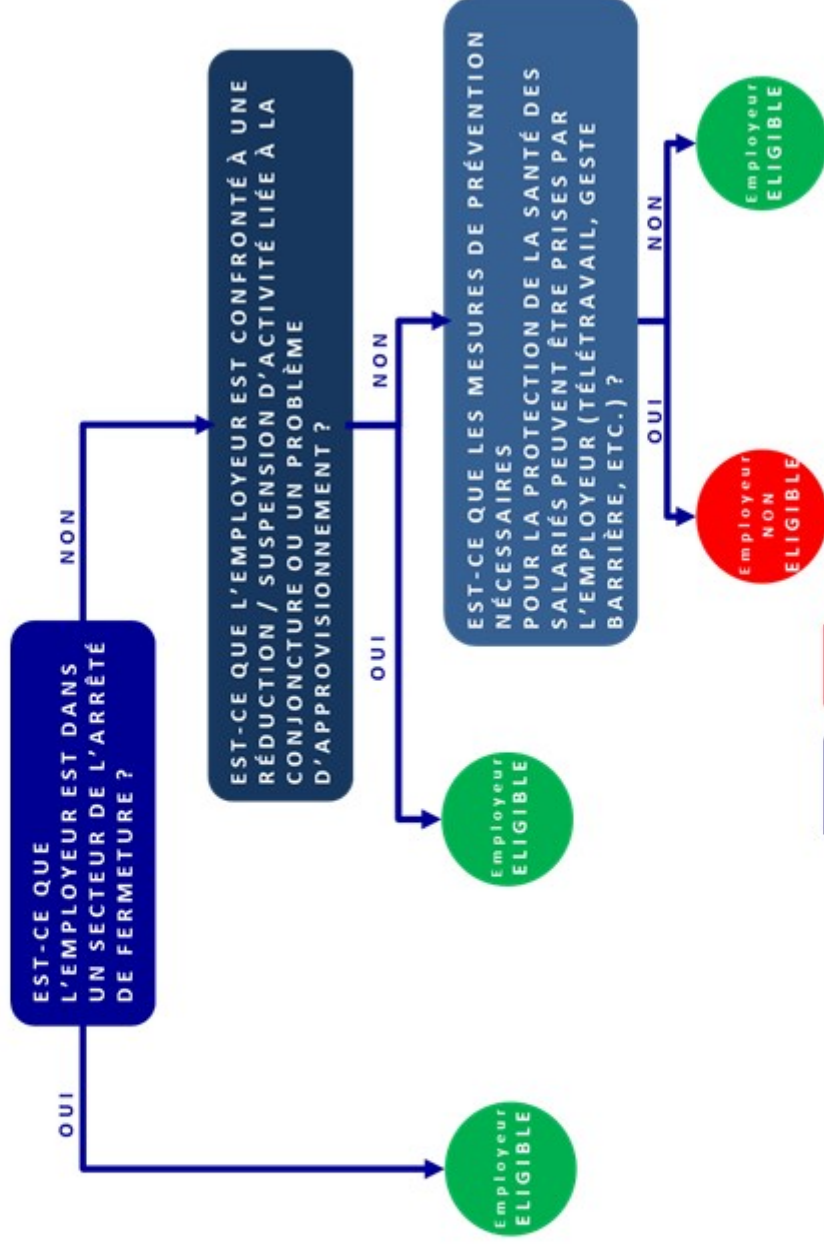 EST-CE QUE
L'EMPLOYEUR EST DANS
UN SECTEUR DE L'ARRÊTÉ
DE FERMETURE ?
OUI
NON
Employeur
ELIGIBLE
EST-CE QUE L'EMPLOYEUR EST CONFRONTÉ À UNE
RÉDUCTION / SUSPENSION D'ACTIVITÉ LIÉE À LA
CONJONCTURE OU UN PROBLÈME
D'APPROVISIONNEMENT ?
OUI
NON
Employeur
ELIGIBLE
EST-CE QUE LES MESURES DE PRÉVENTION
NÉCESSAIRES
POUR LA PROTECTION DE LA SANTÉ DES
SALARIÉS PEUVENT ÊTRE PRISES PAR
L'EMPLOYEUR (TÉLÉTRAVAIL, GESTE
BARRIÈRE, ETC.) ?
OUI
NON
Employeur
NON
ELIGIBLE
Employeur
ELIGIBLE